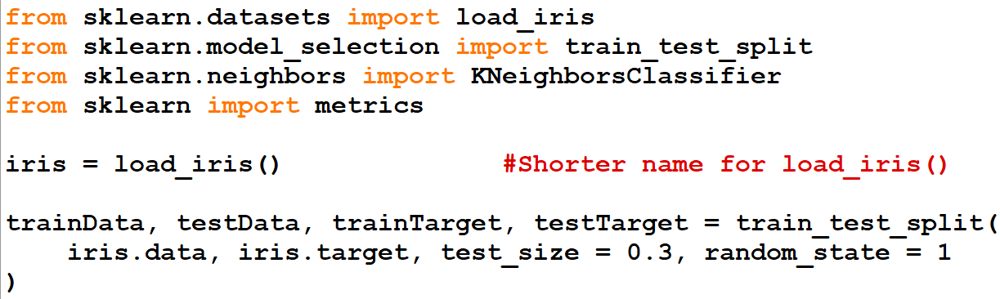 from sklearn.datasets import load_iris
from sklearn.model_selection import train_test_split
from sklearn.neighbors import KNeighborsClassifier
from sklearn import metrics
iris = load_iris() #Shorter name for load_iris()
trainData, testData, trainTarget, testTarget = train_test_split(
    iris.data, iris.target, test_size = 0.3, random_state = 1
)